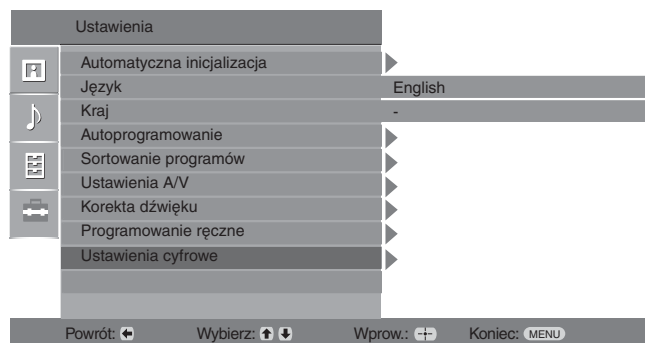 Ustawienia
Automatyczna inicjalizacja
Język English
Kraj -
Autoprogramowanie
Sortowanie programów
Ustawienia A/V
Korekta dźwięku
Programowanie ręczne
Ustawienia cyfrowe
Powrót: Wybierz: Wprow.: Koniec: MENU